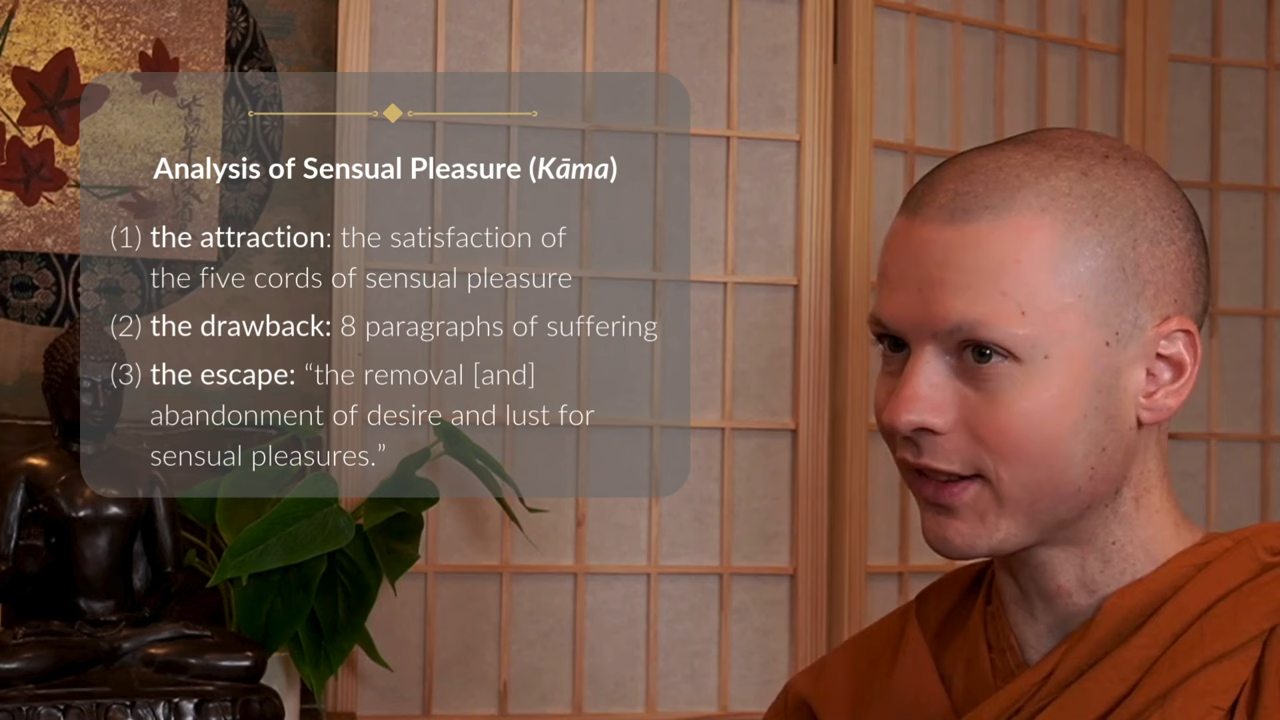 Analysis of Sensual Pleasure (Kāma)
(1) the attraction: the satisfaction of
the five cords of sensual pleasure
(2) the drawback: 8 paragraphs of suffering
(3) the escape: “the removal [and]
abandonment of desire and lust for
sensual pleasures.”